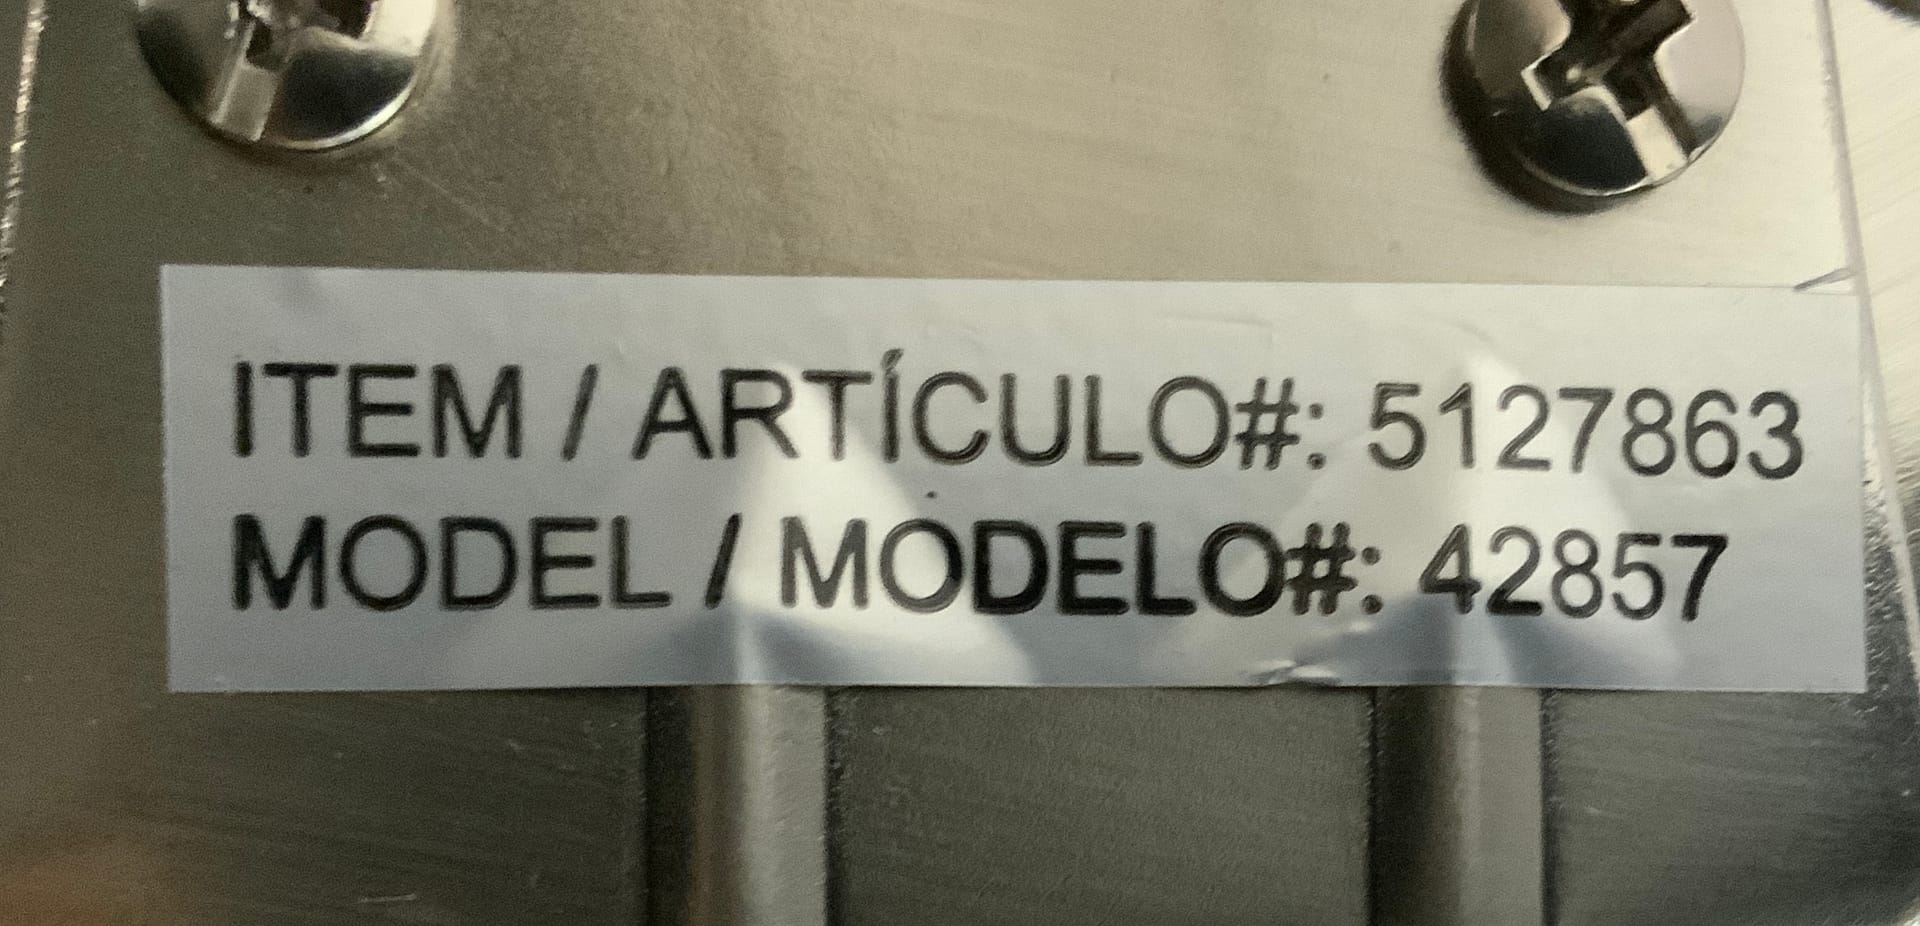 ITEM / ARTÍCULO#: 5127863
MODEL / MODELO#: 42857